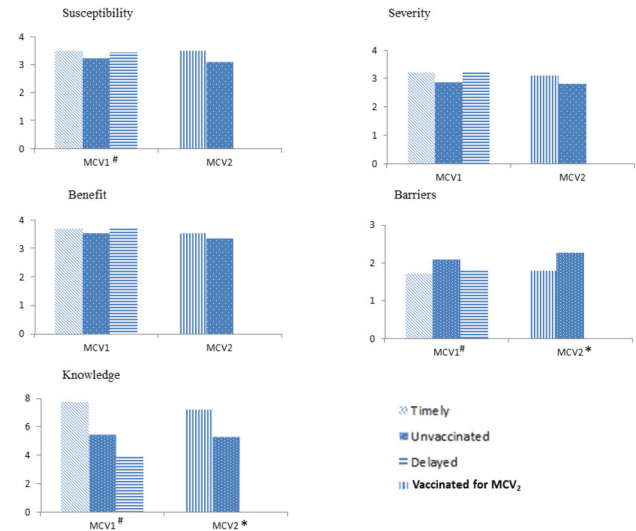 Susceptibility
4
3
2
1
0
MCV1 #
MCV2
Severity
4
3
2
1
0
MCV1
MCV2
Benefit
4
3
2
1
0
MCV1
MCV2
Barriers
3
2
1
0
MCV1#
MCV2*
Knowledge
8
6
4
2
0
MCV1 #
MCV2*
Timely
Unvaccinated
Delayed
Vaccinated for MCV₂